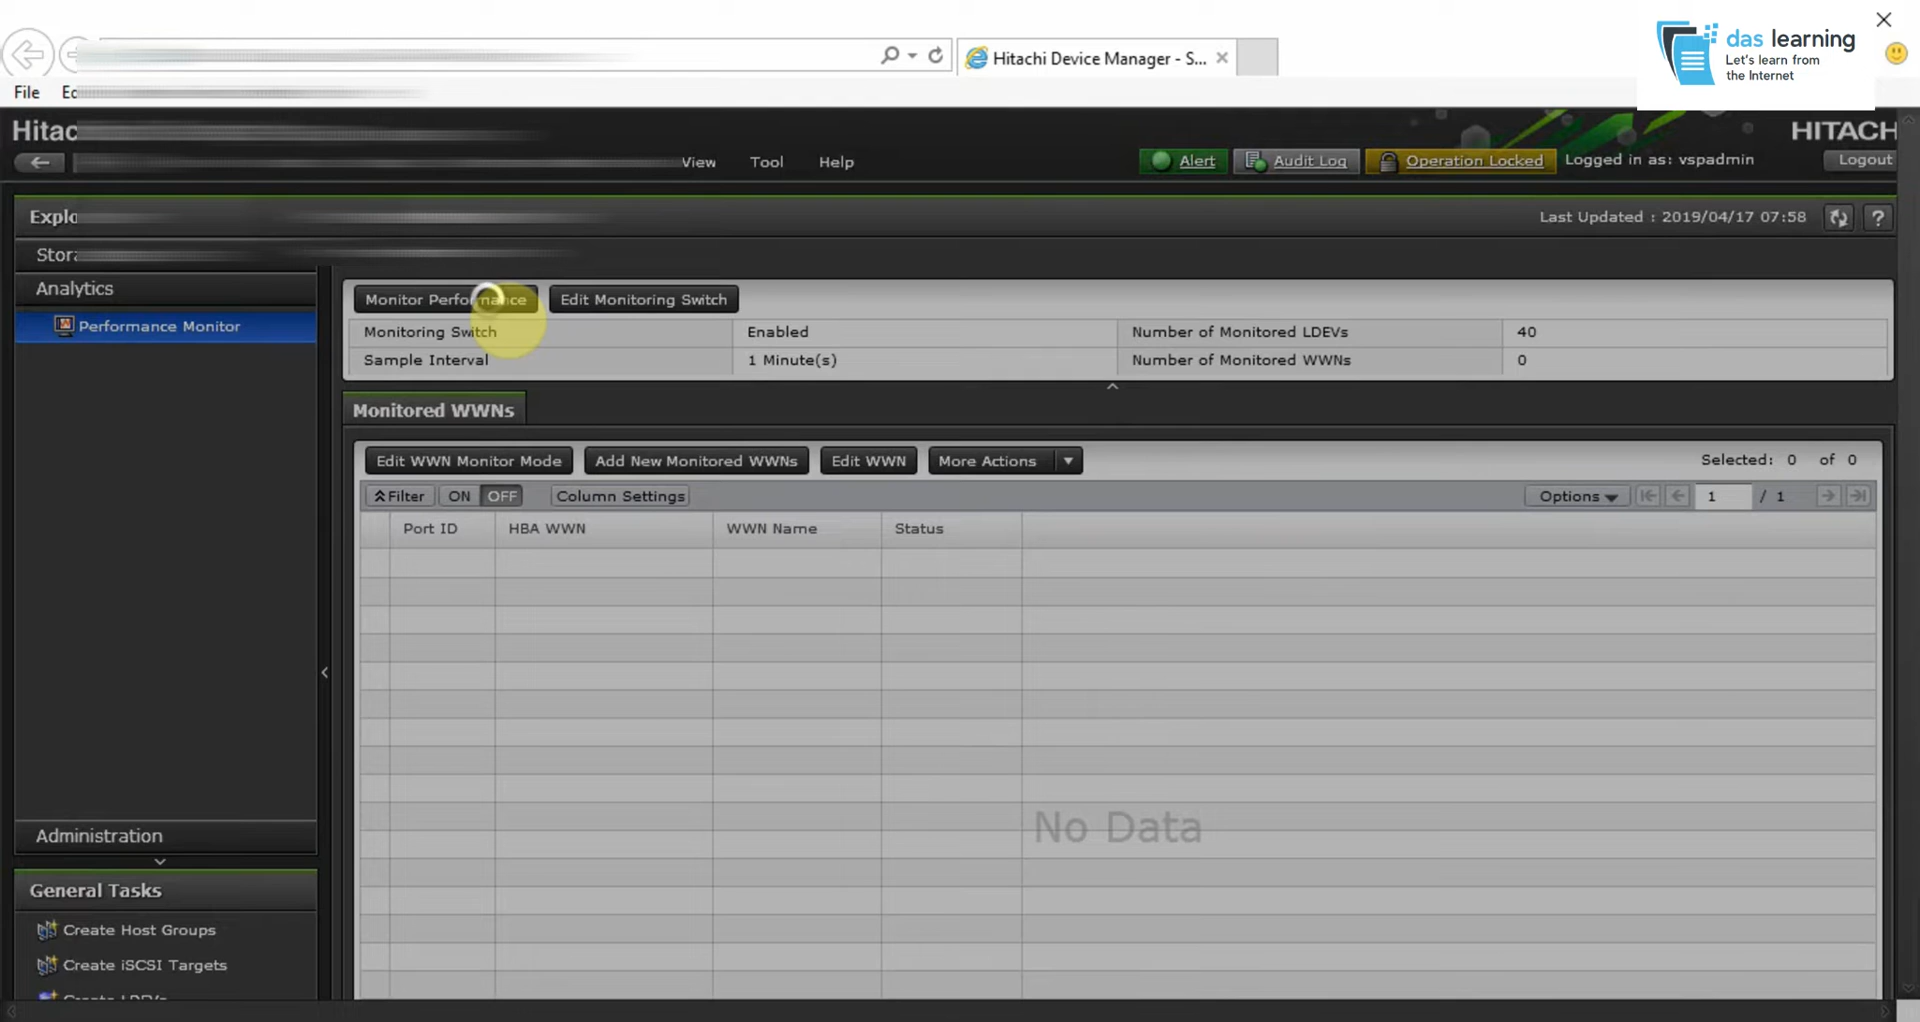 das learning
Let's learn from
the Internet
Hitachi Device Manager - S...
File
HITACH
View Tool Help
Alert
Audit Log
Operation Locked
Logged in as: vspadmin
Logout
Last Updated : 2019/04/17 07:58
?
Analytics
Performance Monitor
Administration
General Tasks
Create Host Groups
Create iSCSI Targets
Monitor Performance Edit Monitoring Switch
Monitoring Switch Enabled Number of Monitored LDEVs 40
Sample Interval 1 Minute(s) Number of Monitored WWNs 0
Monitored WWNs
Edit WWN Monitor Mode Add New Monitored WWNs Edit WWN More Actions Selected: 0 of 0
Filter ON OFF Column Settings Options 1 / 1
Port ID HBA WWN WWN Name Status
No Data